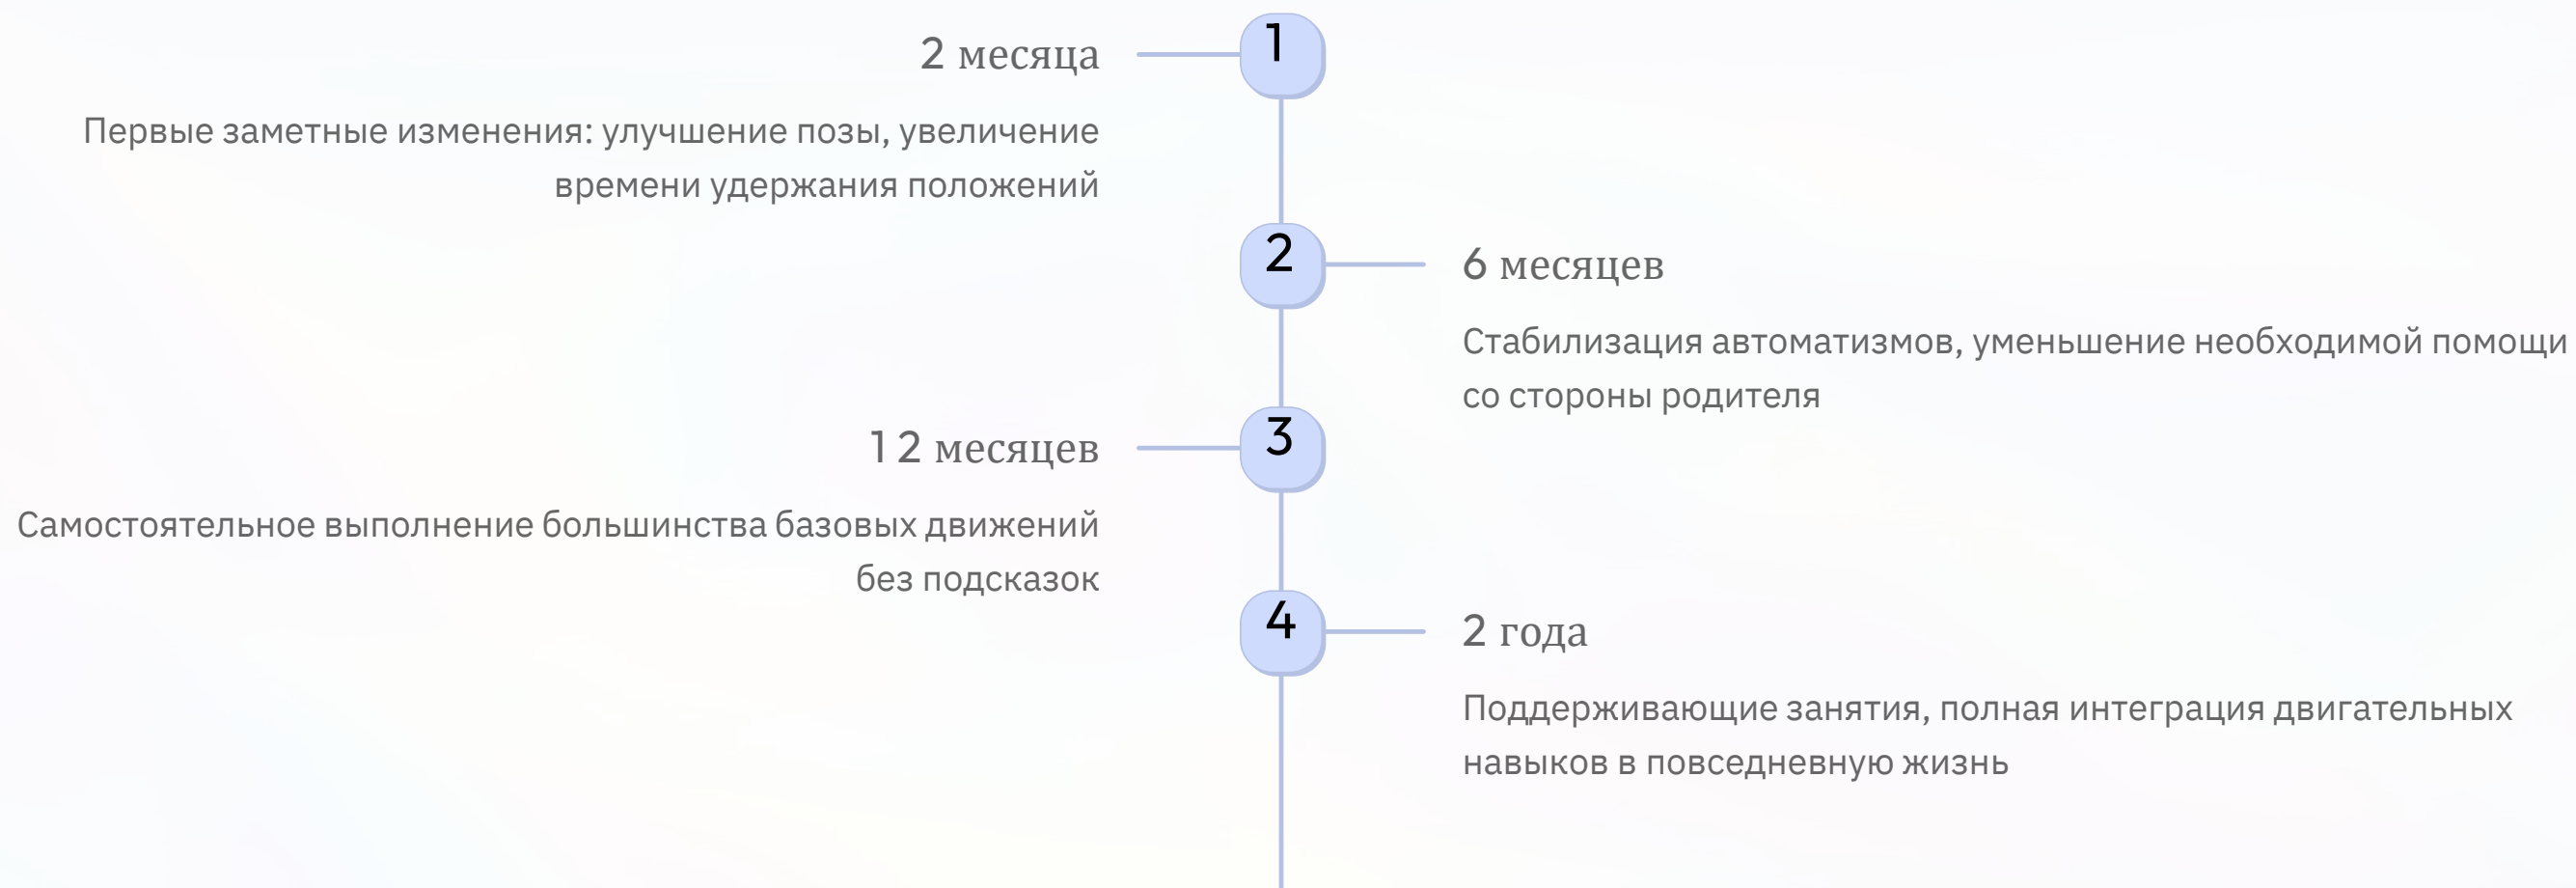 1
2 месяца
Первые заметные изменения: улучшение позы, увеличение
времени удержания положений
2
6 месяцев
Стабилизация автоматизмов, уменьшение необходимой помощи
со стороны родителя
3
12 месяцев
Самостоятельное выполнение большинства базовых движений
без подсказок
4
2 года
Поддерживающие занятия, полная интеграция двигательных
навыков в повседневную жизнь